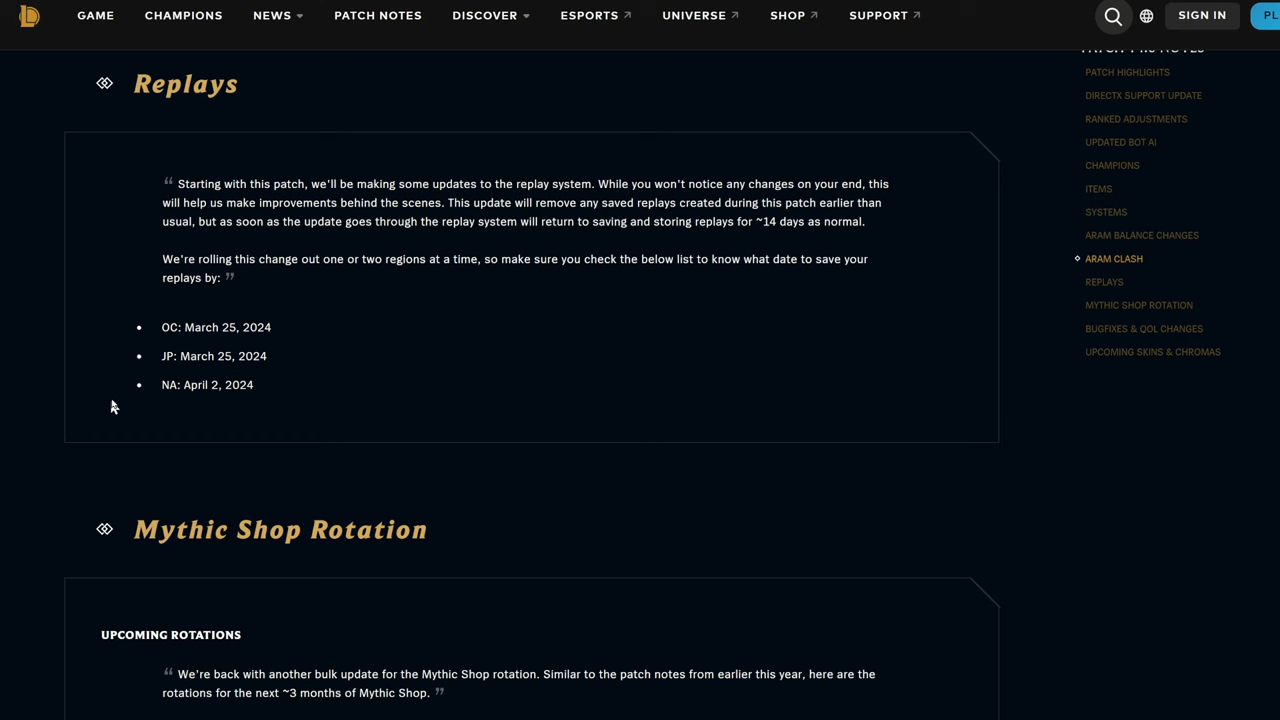 GAME CHAMPIONS NEWS PATCH NOTES DISCOVER ESPORTS UNIVERSE SHOP SUPPORT SIGN IN PL
Replays
“ Starting with this patch, we'll be making some updates to the replay system. While you won't notice any changes on your end, this
will help us make improvements behind the scenes. This update will remove any saved replays created during this patch earlier than
usual, but as soon as the update goes through the replay system will return to saving and storing replays for ~14 days as normal.
We're rolling this change out one or two regions at a time, so make sure you check the below list to know what date to save your
replays by: ”
• OC: March 25, 2024
• JP: March 25, 2024
• NA: April 2, 2024
Mythic Shop Rotation
UPCOMING ROTATIONS
“ We're back with another bulk update for the Mythic Shop rotation. Similar to the patch notes from earlier this year, here are the
rotations for the next ~3 months of Mythic Shop. ”
PATCH HIGHLIGHTS
DIRECTX SUPPORT UPDATE
RANKED ADJUSTMENTS
UPDATED BOT AI
CHAMPIONS
ITEMS
SYSTEMS
ARAM BALANCE CHANGES
ARAM CLASH
REPLAYS
MYTHIC SHOP ROTATION
BUGFIXES & QOL CHANGES
UPCOMING SKINS & CHROMAS